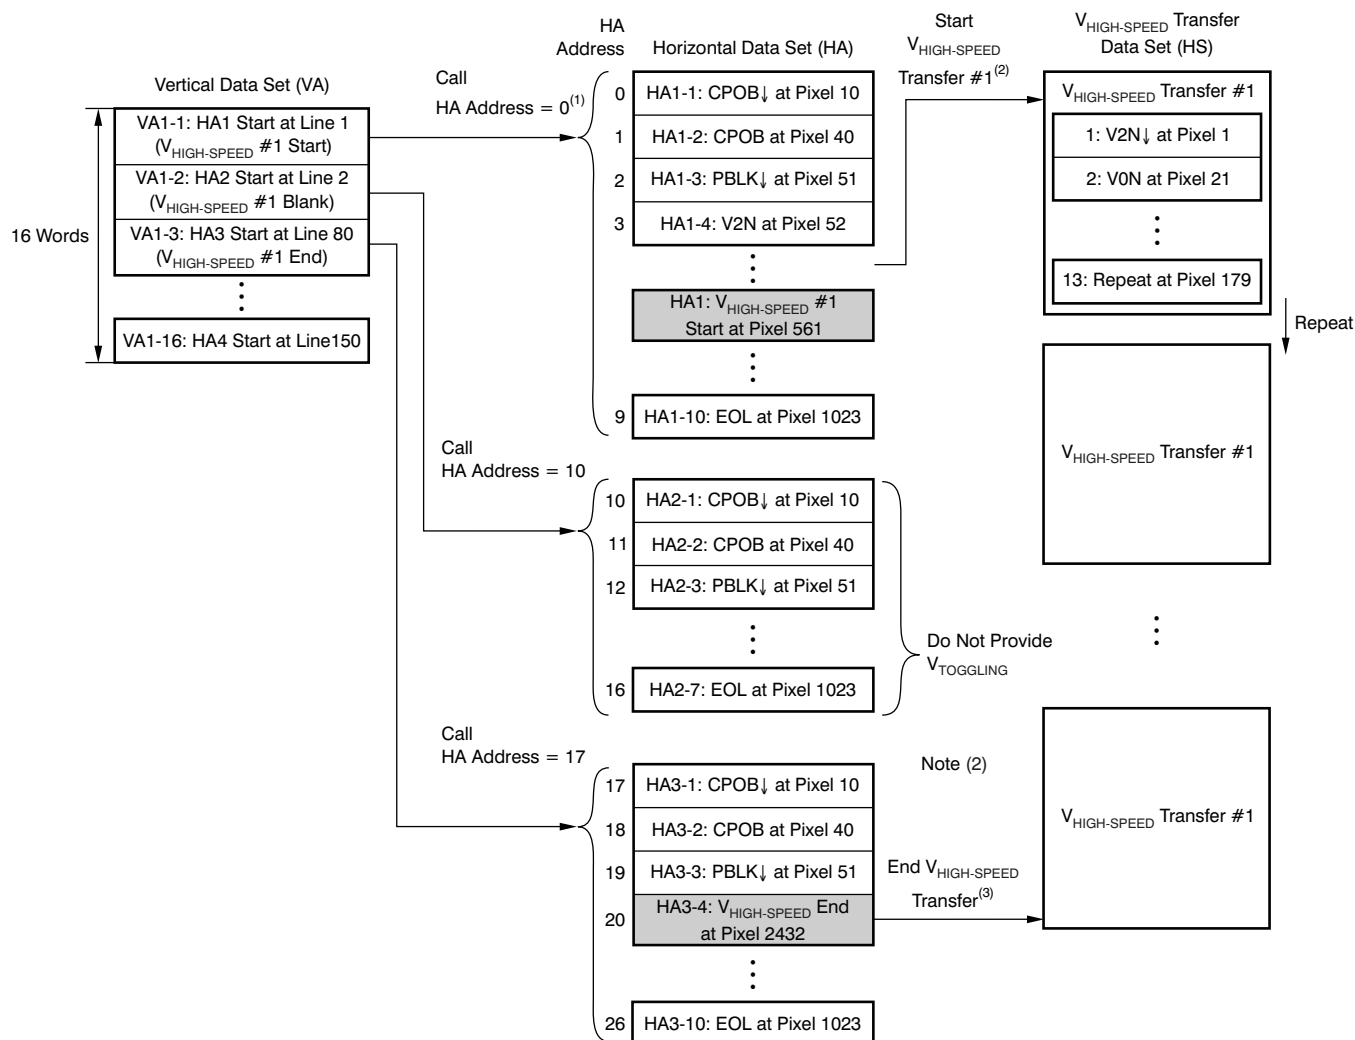 Vertical Data Set (VA)
16 Words
VA1-1: HA1 Start at Line 1
(VHIGH-SPEED #1 Start)
VA1-2: HA2 Start at Line 2
(VHIGH-SPEED #1 Blank)
VA1-3: HA3 Start at Line 80
(VHIGH-SPEED #1 End)
VA1-16: HA4 Start at Line150
Call
HA Address = 0(1)
HA
Address
Horizontal Data Set (HA)
0 HA1-1: CPOB↓ at Pixel 10
1 HA1-2: CPOB at Pixel 40
2 HA1-3: PBLK↓ at Pixel 51
3 HA1-4: V2N at Pixel 52
HA1: VHIGH-SPEED #1
Start at Pixel 561
9 HA1-10: EOL at Pixel 1023
Call
HA Address = 10
10 HA2-1: CPOB↓ at Pixel 10
11 HA2-2: CPOB at Pixel 40
12 HA2-3: PBLK↓ at Pixel 51
16 HA2-7: EOL at Pixel 1023
Do Not Provide
VTOGGLING
Call
HA Address = 17
17 HA3-1: CPOB↓ at Pixel 10
18 HA3-2: CPOB at Pixel 40
19 HA3-3: PBLK↓ at Pixel 51
20 HA3-4: VHIGH-SPEED End
at Pixel 2432
26 HA3-10: EOL at Pixel 1023
Start
VHIGH-SPEED
Transfer #1(2)
VHIGH-SPEED Transfer
Data Set (HS)
VHIGH-SPEED Transfer #1
1: V2N↓ at Pixel 1
2: V0N at Pixel 21
13: Repeat at Pixel 179
Repeat
VHIGH-SPEED Transfer #1
Note (2)
End VHIGH-SPEED
Transfer(3)
VHIGH-SPEED Transfer #1